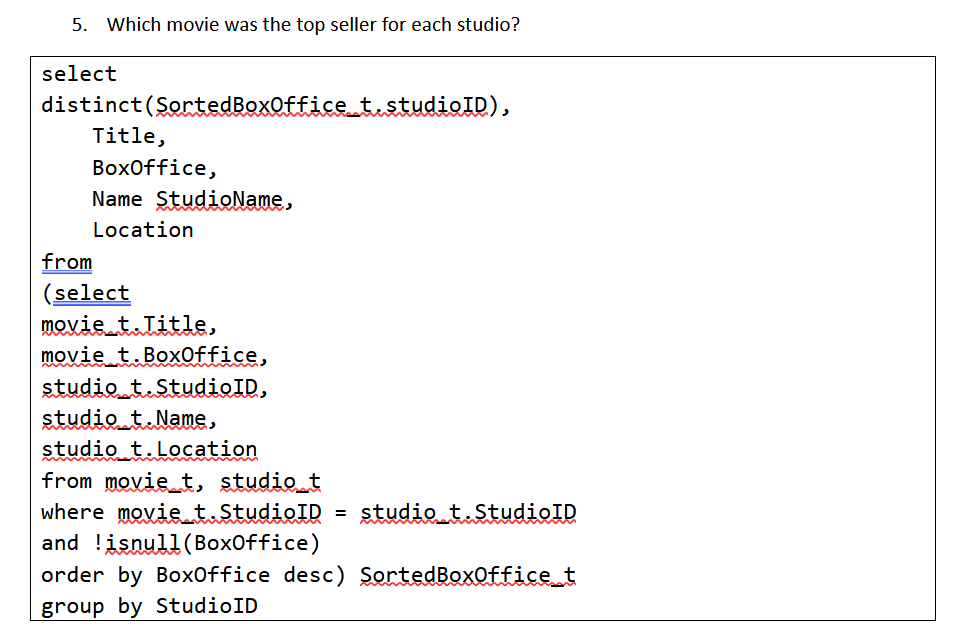 5. Which movie was the top seller for each studio?
select
distinct(SortedBoxOffice_t.studioID),
Title,
BoxOffice,
Name StudioName,
Location
from
(select
movie_t.Title,
movie_t.BoxOffice,
studio_t.StudioID,
studio_t.Name,
studio_t.Location
from movie_t, studio_t
where movie_t.StudioID = studio_t.StudioID
and !isnull(BoxOffice)
order by BoxOffice desc) SortedBoxOffice_t
group by StudioID